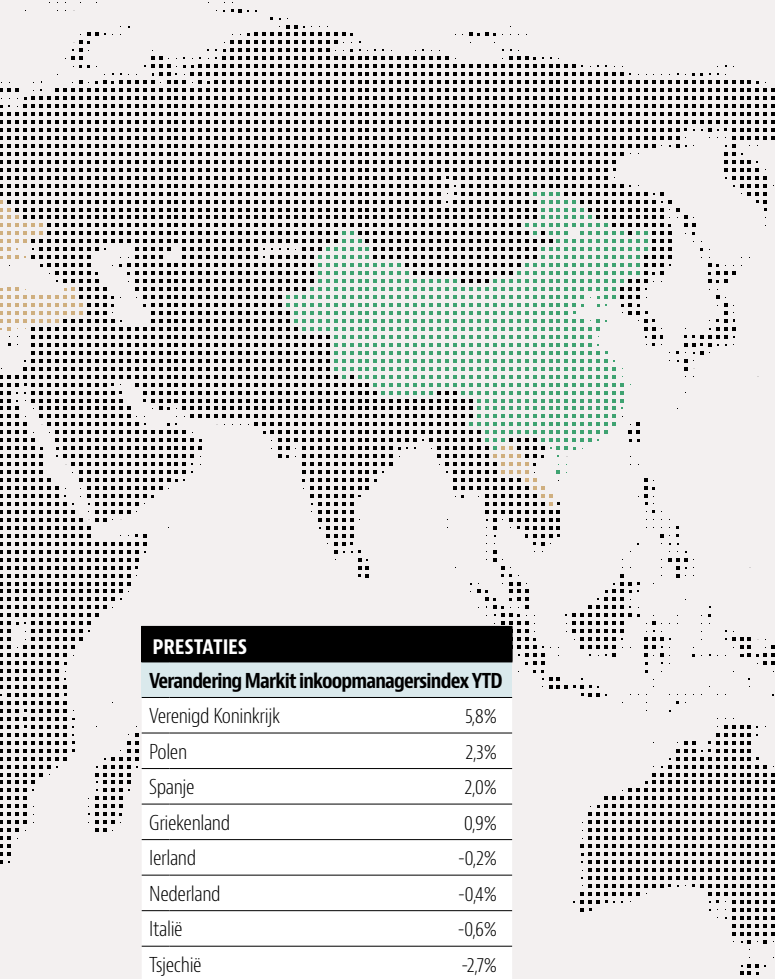 PRESTATIES
Verandering Markit inkoopmanagersindex YTD
Verenigd Koninkrijk 5,8%
Polen 2,3%
Spanje 2,0%
Griekenland 0,9%
Ierland -0,2%
Nederland -0,4%
Italië -0,6%
Tsjechië -2,7%